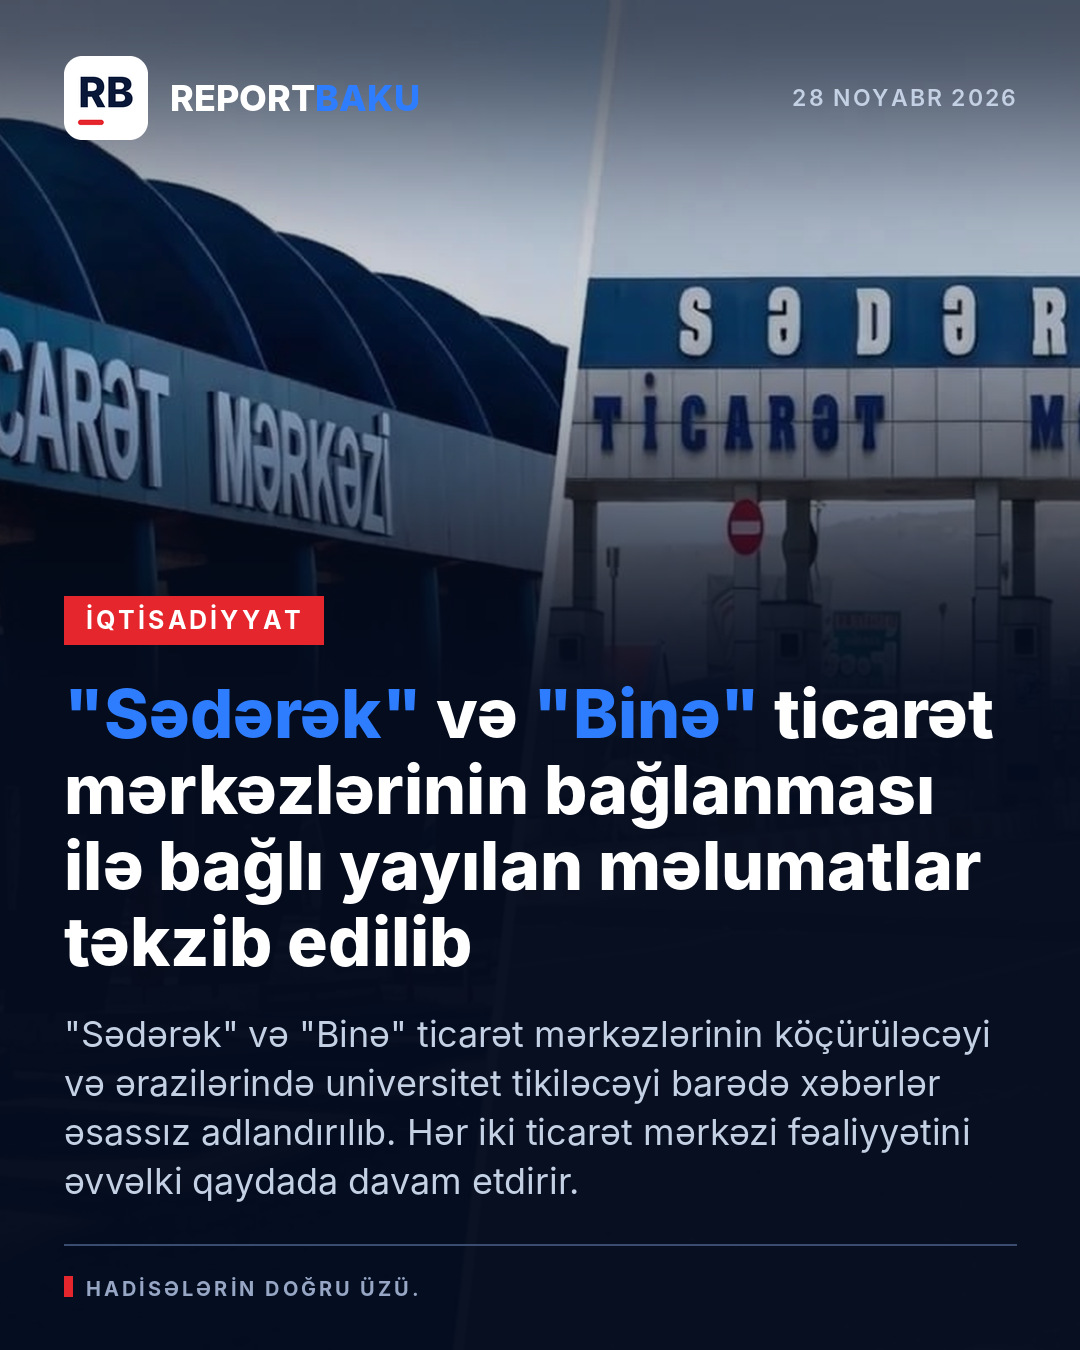 RB
REPORTBAKU
28 NOYABR 2026
CARƏT MƏRKƏZİ
SƏDƏR
TİCARƏT M
İQTİSADİYYAT
"Sədərək" və "Binə" ticarət
mərkəzlərinin bağlanması
ilə bağlı yayılan məlumatlar
təkzib edilib
"Sədərək" və "Binə" ticarət mərkəzlərinin köçürüləcəyi
və ərazilərində universitet tikiləcəyi barədə xəbərlər
əsassız adlandırılıb. Hər iki ticarət mərkəzi fəaliyyətini
əvvəlki qaydada davam etdirir.
HADİSƏLƏRİN DOĞRU ÜZÜ.